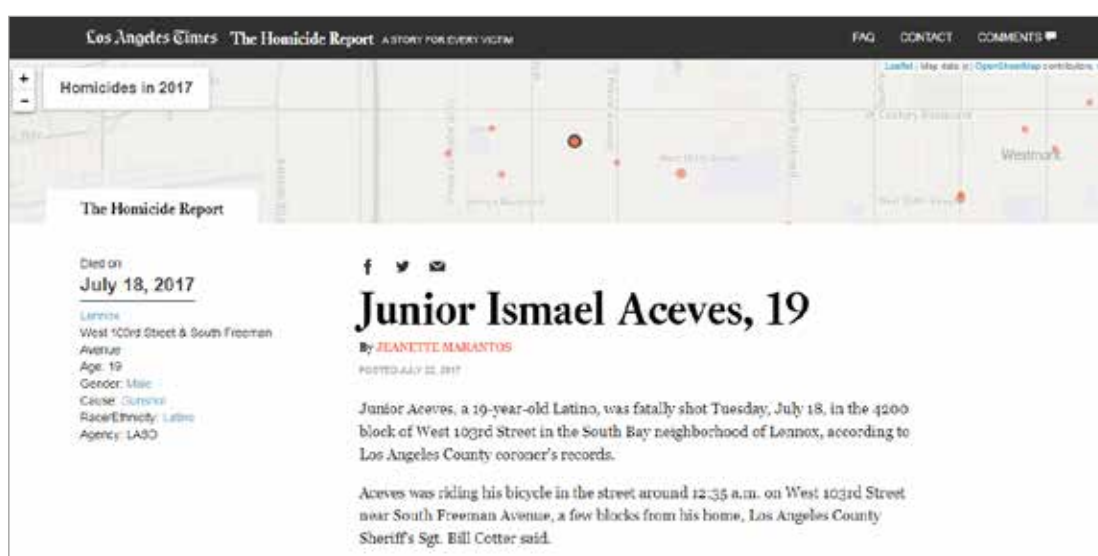 Los Angeles Times The Homicide Report A STORY FOR EVERY VICTIM FAQ CONTACT COMMENTS
Leaflet | Map data © OpenStreetMap contributors,
+
-
Homicides in 2017
Westmont
The Homicide Report
Died on
July 18, 2017
Lennox
West 103rd Street & South Freeman
Avenue
Age: 19
Gender: Male
Cause: Gunshot
Race/Ethnicity: Latino
Agency: LASD
Junior Ismael Aceves, 19
By JEANETTE MARANTOS
POSTED JULY 22, 2017
Junior Aceves, a 19-year-old Latino, was fatally shot Tuesday, July 18, in the 4200
block of West 103rd Street in the South Bay neighborhood of Lennox, according to
Los Angeles County coroner's records.
Aceves was riding his bicycle in the street around 12:35 a.m. on West 103rd Street
near South Freeman Avenue, a few blocks from his home, Los Angeles County
Sheriff's Sgt. Bill Cotter said.